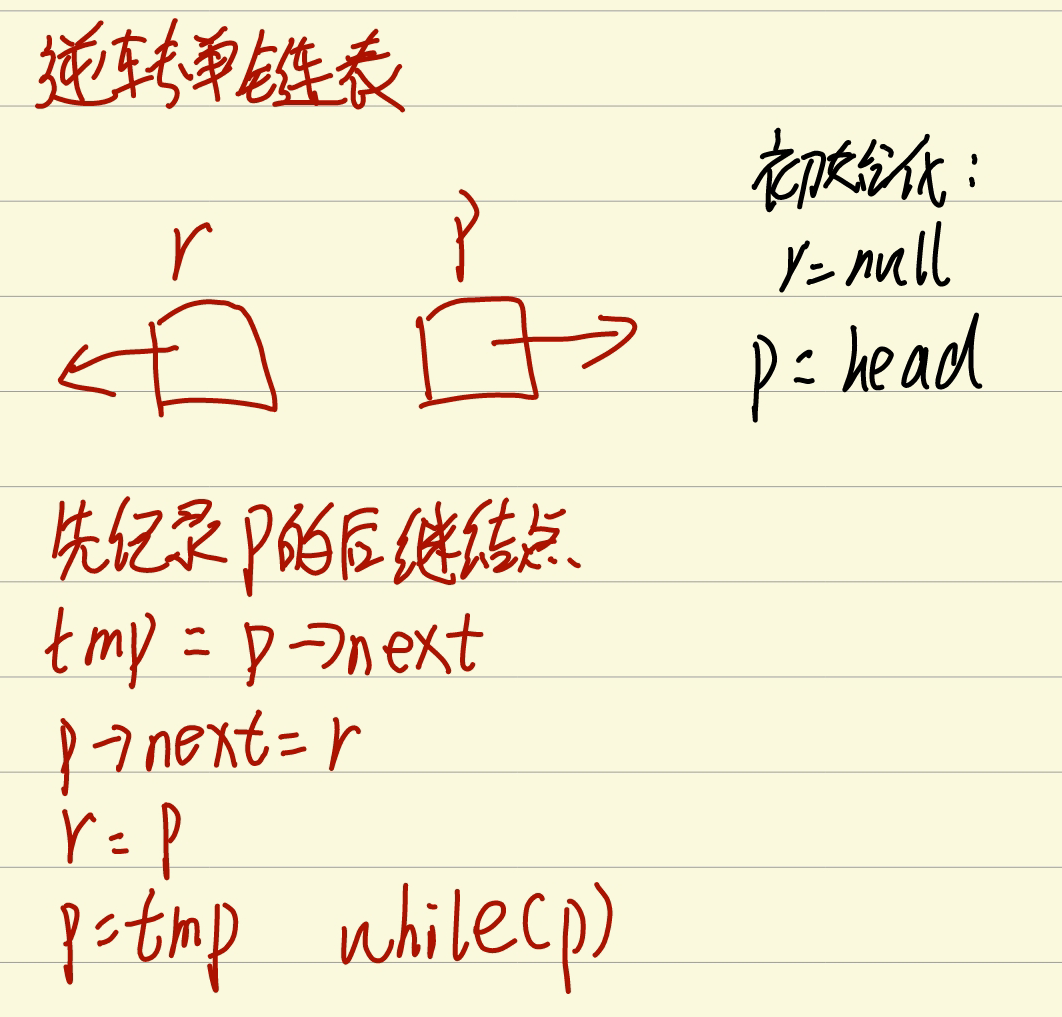 逆转单链表
初始化：
r=null
p=head
r
p
先记录p的后继结点
tmp = p→next
p→next=r
r=p
p=tmp while(p)